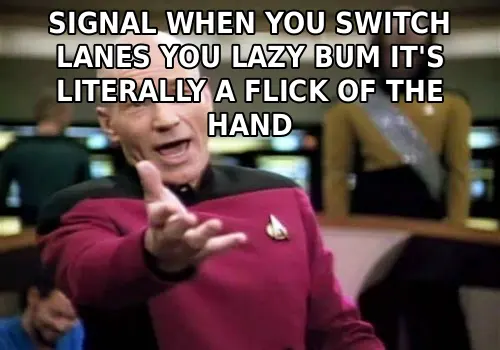 SIGNAL WHEN YOU SWITCH
LANES YOU LAZY BUM IT'S
LITERALLY A FLICK OF THE
HAND